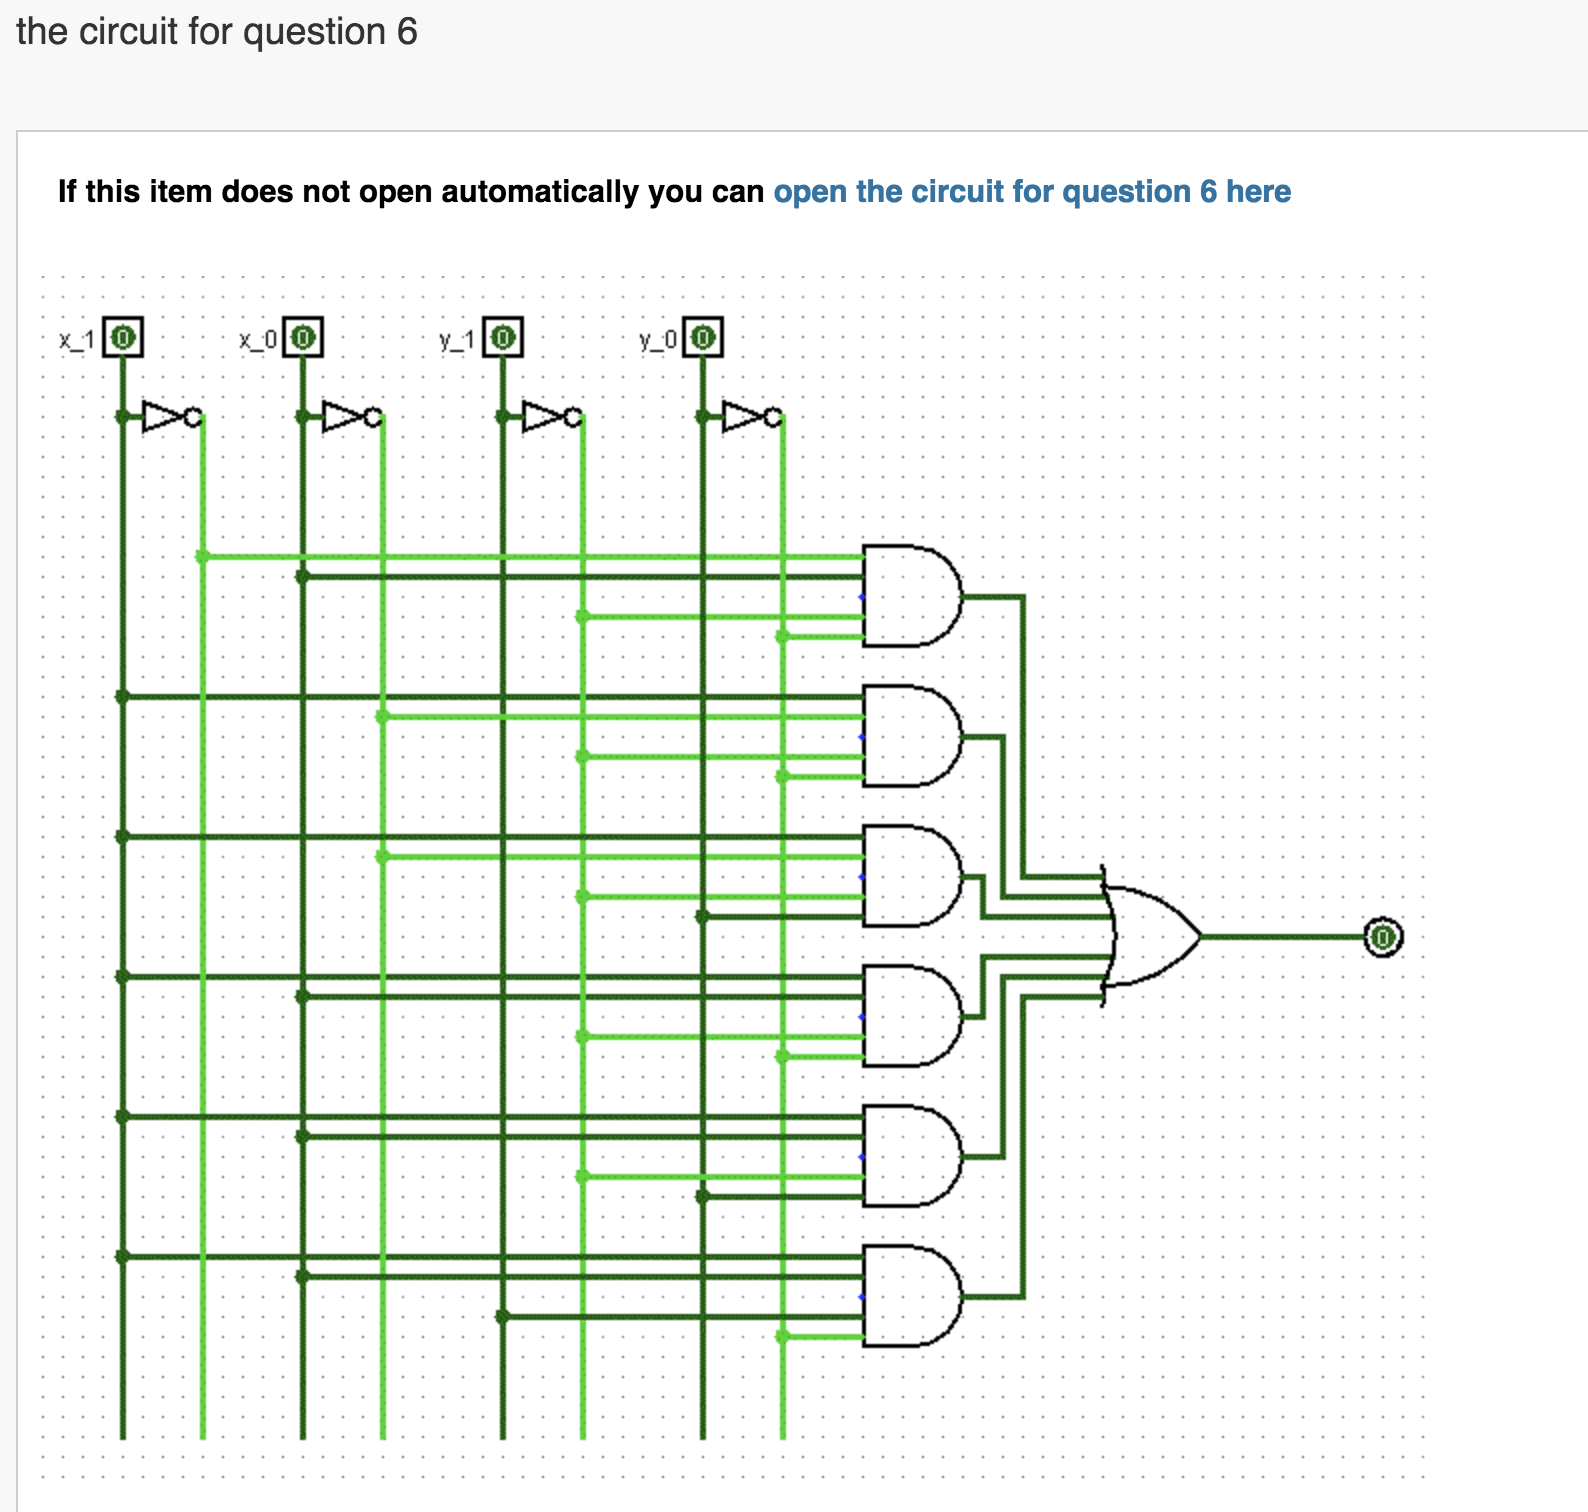 the circuit for question 6
If this item does not open automatically you can open the circuit for question 6 here
x_1 0 x_0 0 y_1 0 y_0 0
0